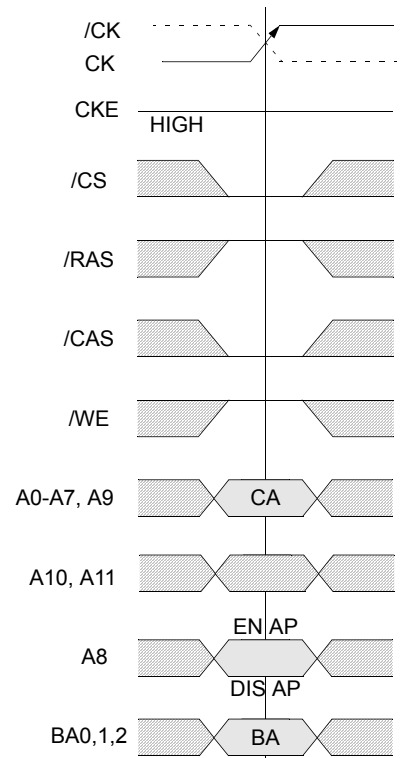 /CK
CK
CKE
HIGH
/CS
/RAS
/CAS
/WE
A0-A7, A9
CA
A10, A11
EN AP
A8
DIS AP
BA0,1,2
BA